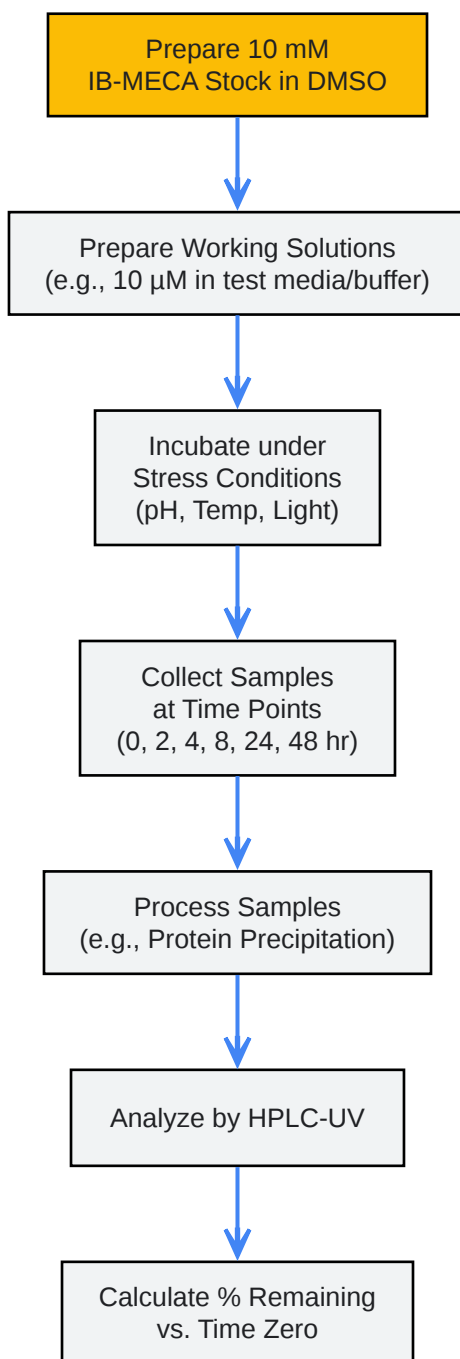 Prepare 10 mM
IB-MECA Stock in DMSO
Prepare Working Solutions
(e.g., 10 µM in test media/buffer)
Incubate under
Stress Conditions
(pH, Temp, Light)
Collect Samples
at Time Points
(0, 2, 4, 8, 24, 48 hr)
Process Samples
(e.g., Protein Precipitation)
Analyze by HPLC-UV
Calculate % Remaining
vs. Time Zero